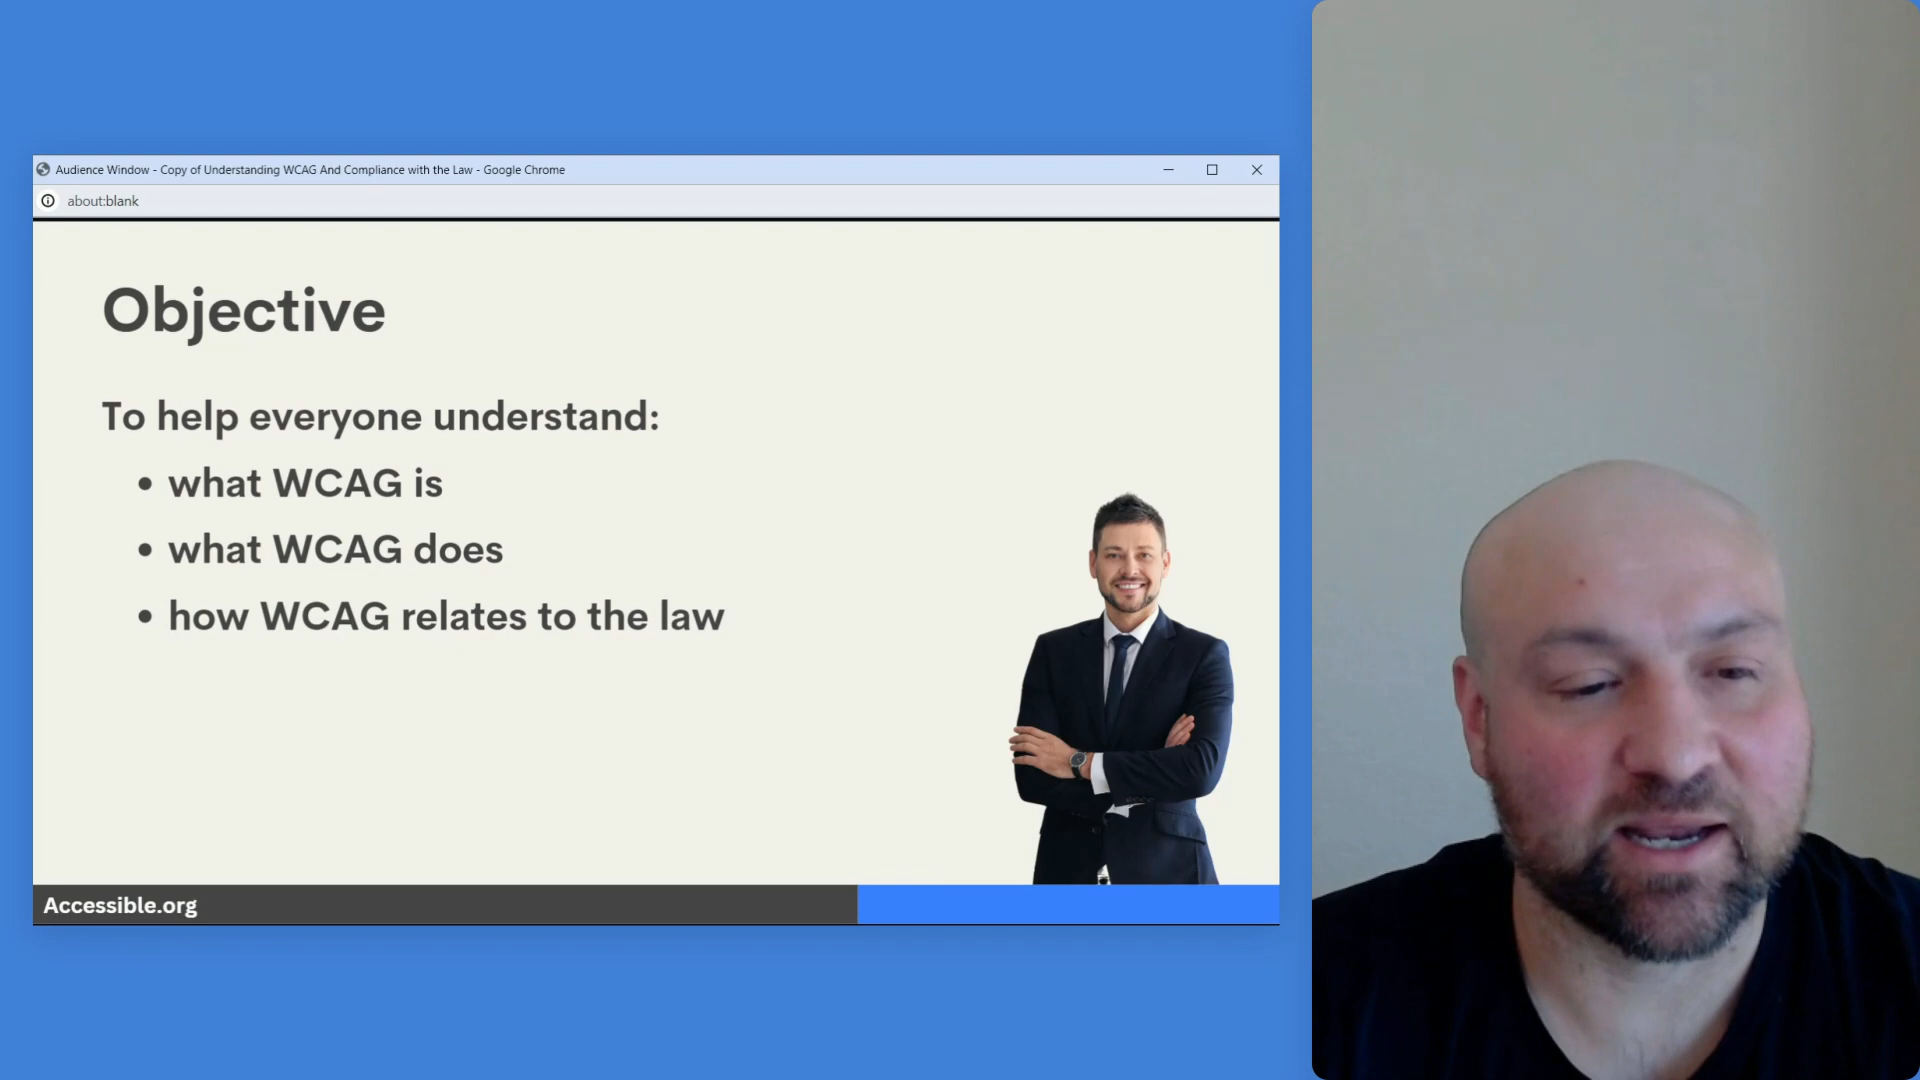 Audience Window - Copy of Understanding WCAG And Compliance with the Law - Google Chrome
about:blank
Objective
To help everyone understand:
• what WCAG is
• what WCAG does
• how WCAG relates to the law
Accessible.org